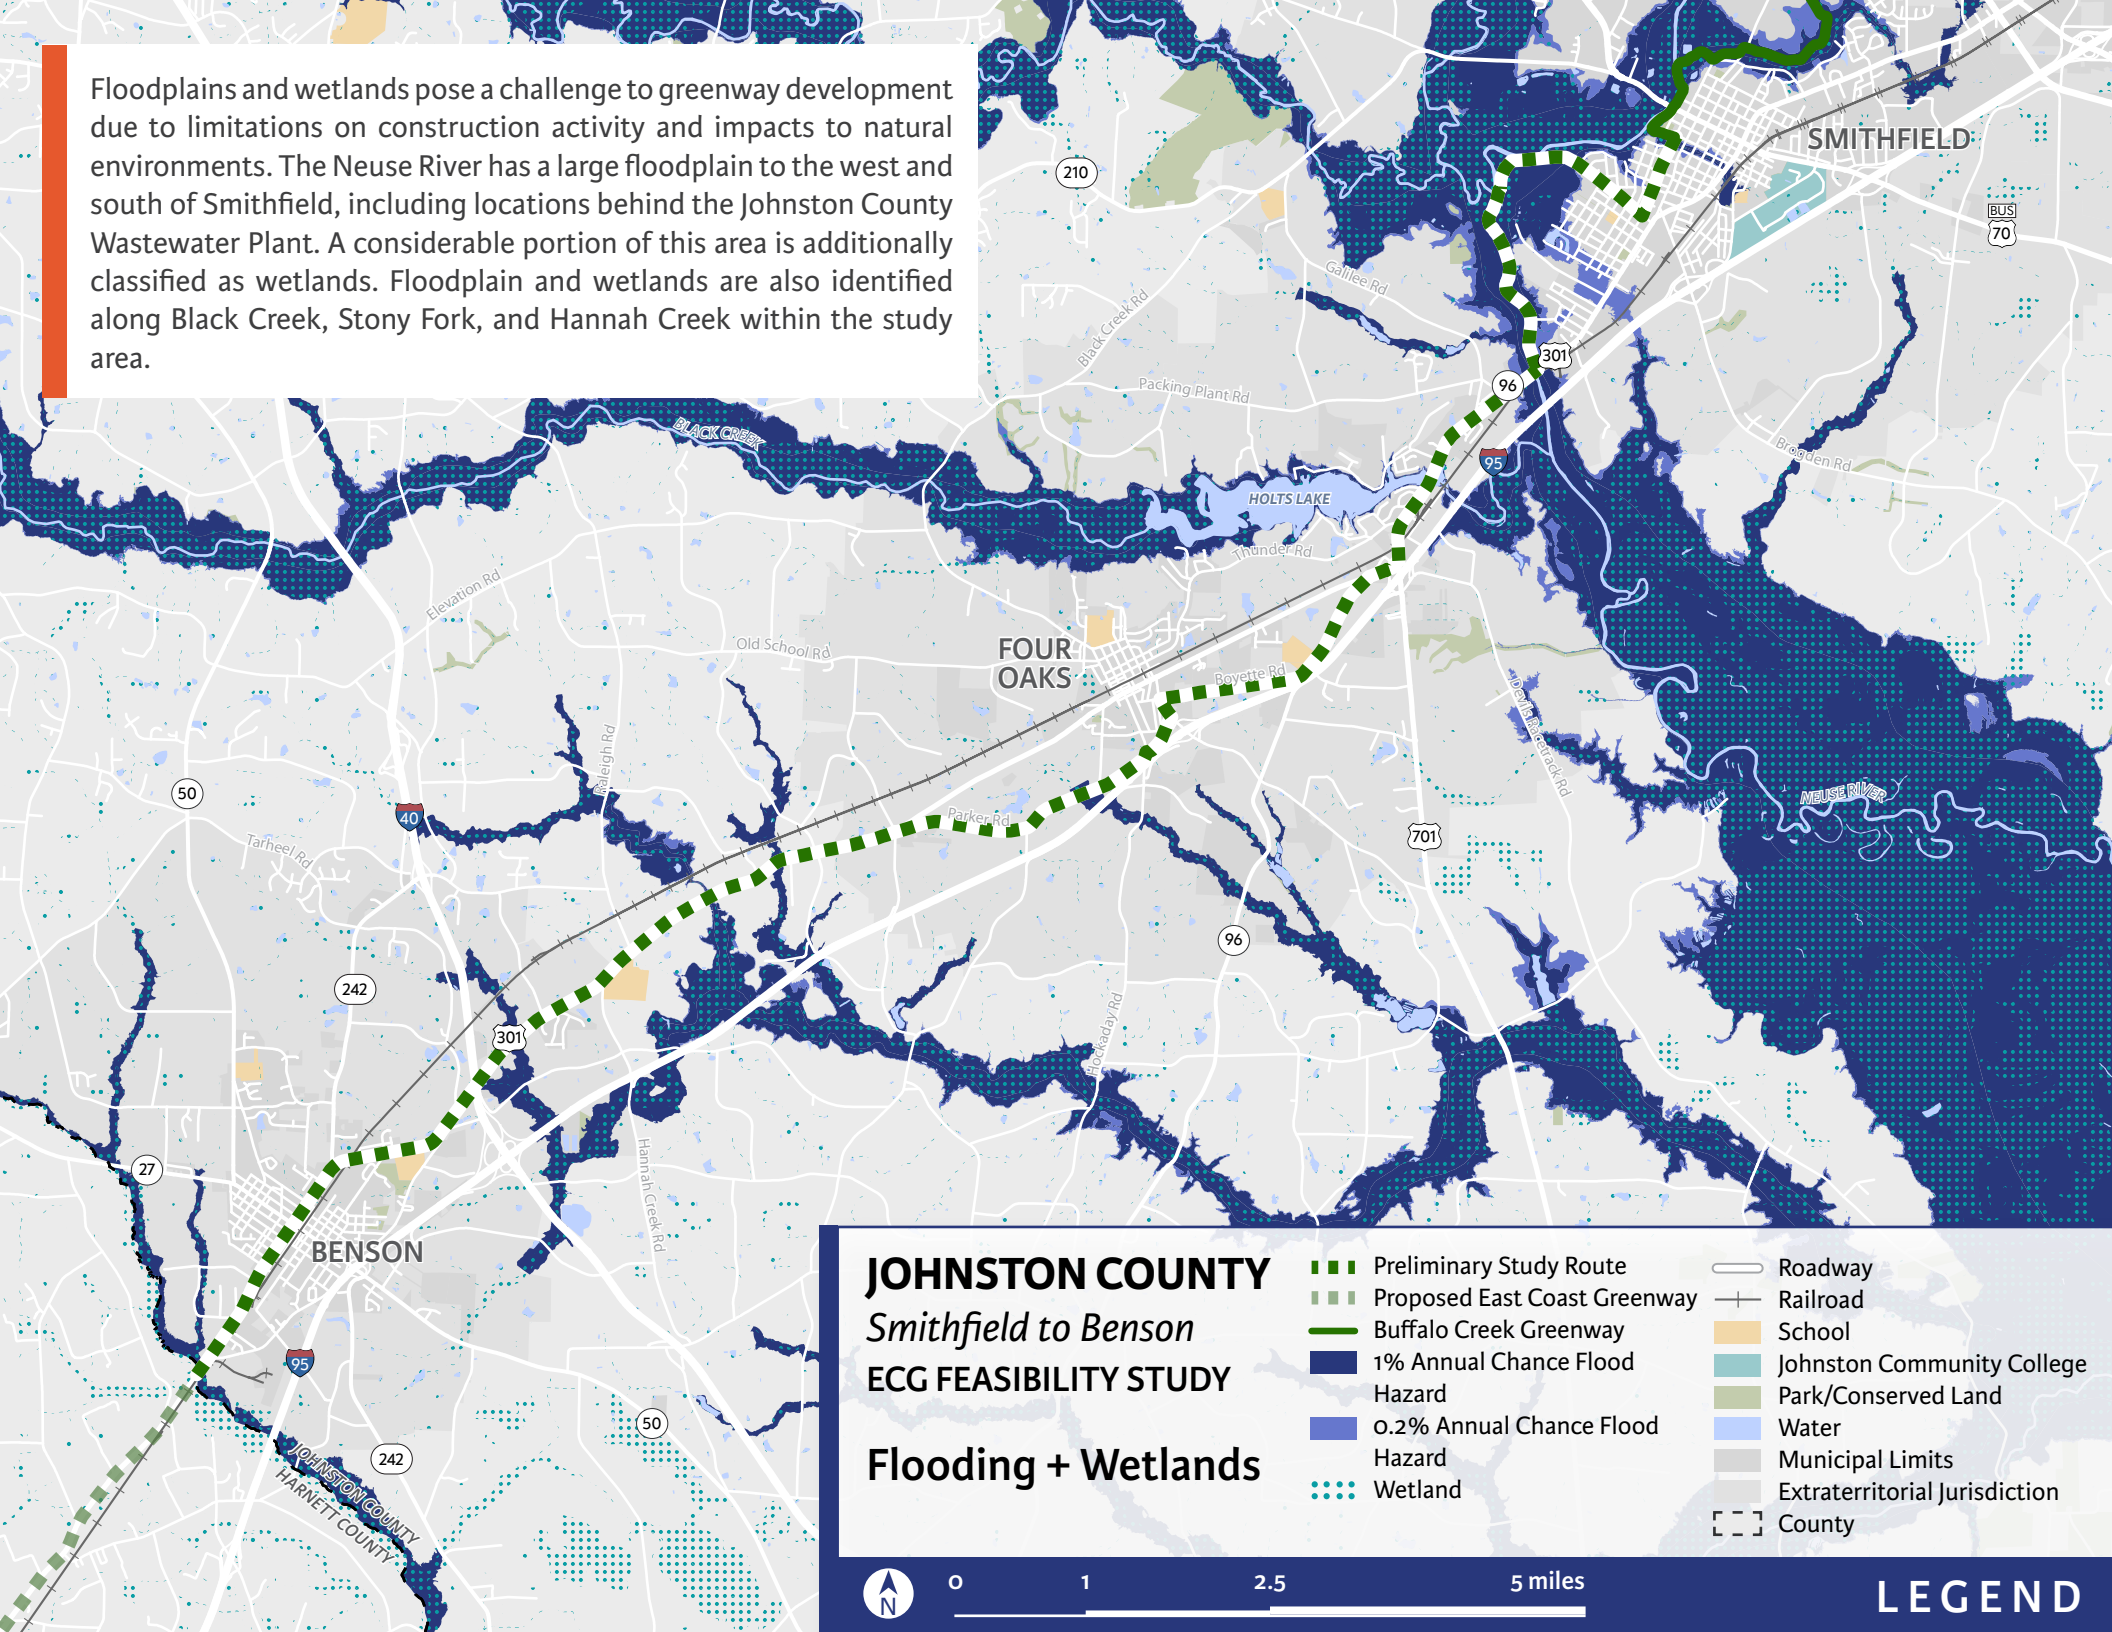 Floodplains and wetlands pose a challenge to greenway development
due to limitations on construction activity and impacts to natural
environments. The Neuse River has a large floodplain to the west and
south of Smithfield, including locations behind the Johnston County
Wastewater Plant. A considerable portion of this area is additionally
classified as wetlands. Floodplain and wetlands are also identified
along Black Creek, Stony Fork, and Hannah Creek within the study
area.
SMITHFIELD
210
BUS
70
Galilee Rd
Black Creek Rd
301
96
Packing Plant Rd
BLACK CREEK
95
Brogden Rd
HOLTS LAKE
Thunder Rd
Elevation Rd
Old School Rd
FOUR
OAKS
Boyette Rd
Devils Racetrack Rd
Raleigh Rd
50
40
NEUSE RIVER
Parker Rd
701
Tarheel Rd
96
242
301
Hockaday Rd
27
Hannah Creek Rd
BENSON
95
50
242
JOHNSTON COUNTY
HARNETT COUNTY
JOHNSTON COUNTY
Smithfield to Benson
ECG FEASIBILITY STUDY
Flooding + Wetlands
Preliminary Study Route
Proposed East Coast Greenway
Buffalo Creek Greenway
1% Annual Chance Flood
Hazard
0.2% Annual Chance Flood
Hazard
Wetland
Roadway
Railroad
School
Johnston Community College
Park/Conserved Land
Water
Municipal Limits
Extraterritorial Jurisdiction
County
N
0 1 2.5 5 miles
LEGEND